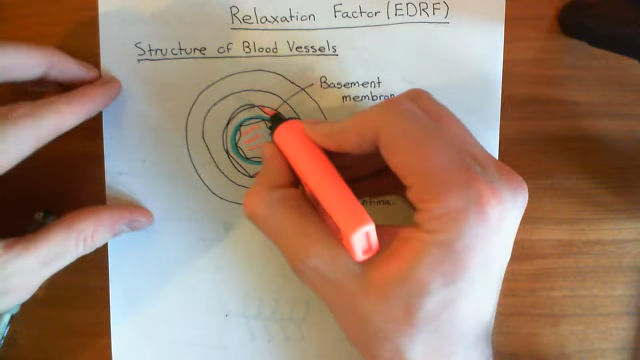 Relaxation Factor (EDRF)
Structure of Blood Vessels
Basement